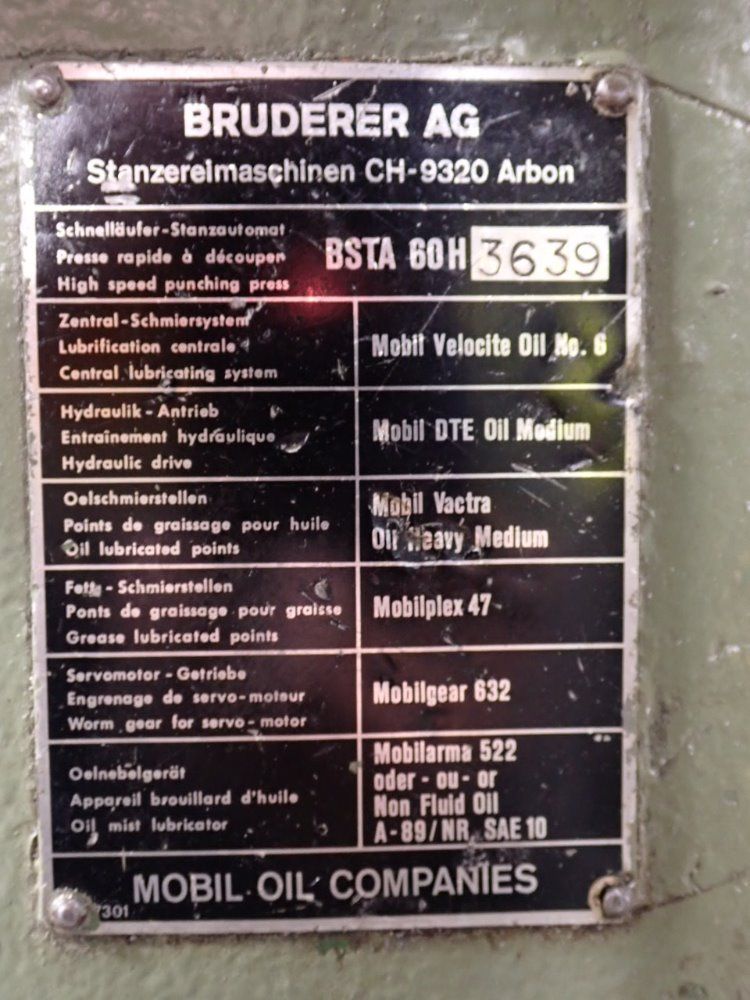 BRUDERER AG
Stanzereimaschinen CH-9320 Arbon
Schnelläufer-Stanzautomat
Presse rapide à découper
High speed punching press
BSTA 60H 3639
Zentral-Schmiersystem
Lubrification centrale
Central lubricating system
Mobil Velocite Oil No. 6
Hydraulik-Antrieb
Entraînement hydraulique
Hydraulic drive
Mobil DTE Oil Medium
Oelschmierstellen
Points de graissage pour huile
Oil lubricated points
Mobil Vactra
Oil Heavy Medium
Fett-Schmierstellen
Ponts de graissage pour graisse
Grease lubricated points
Mobilplex 47
Servomotor-Getriebe
Engrenage de servo-moteur
Worm gear for servo-motor
Mobilgear 632
Oelnebelgerät
Appareil brouillard d'huile
Oil mist lubricator
Mobilarma 522
oder-ou-or
Non Fluid Oil
A-89/NR SAE 10
MOBIL OIL COMPANIES